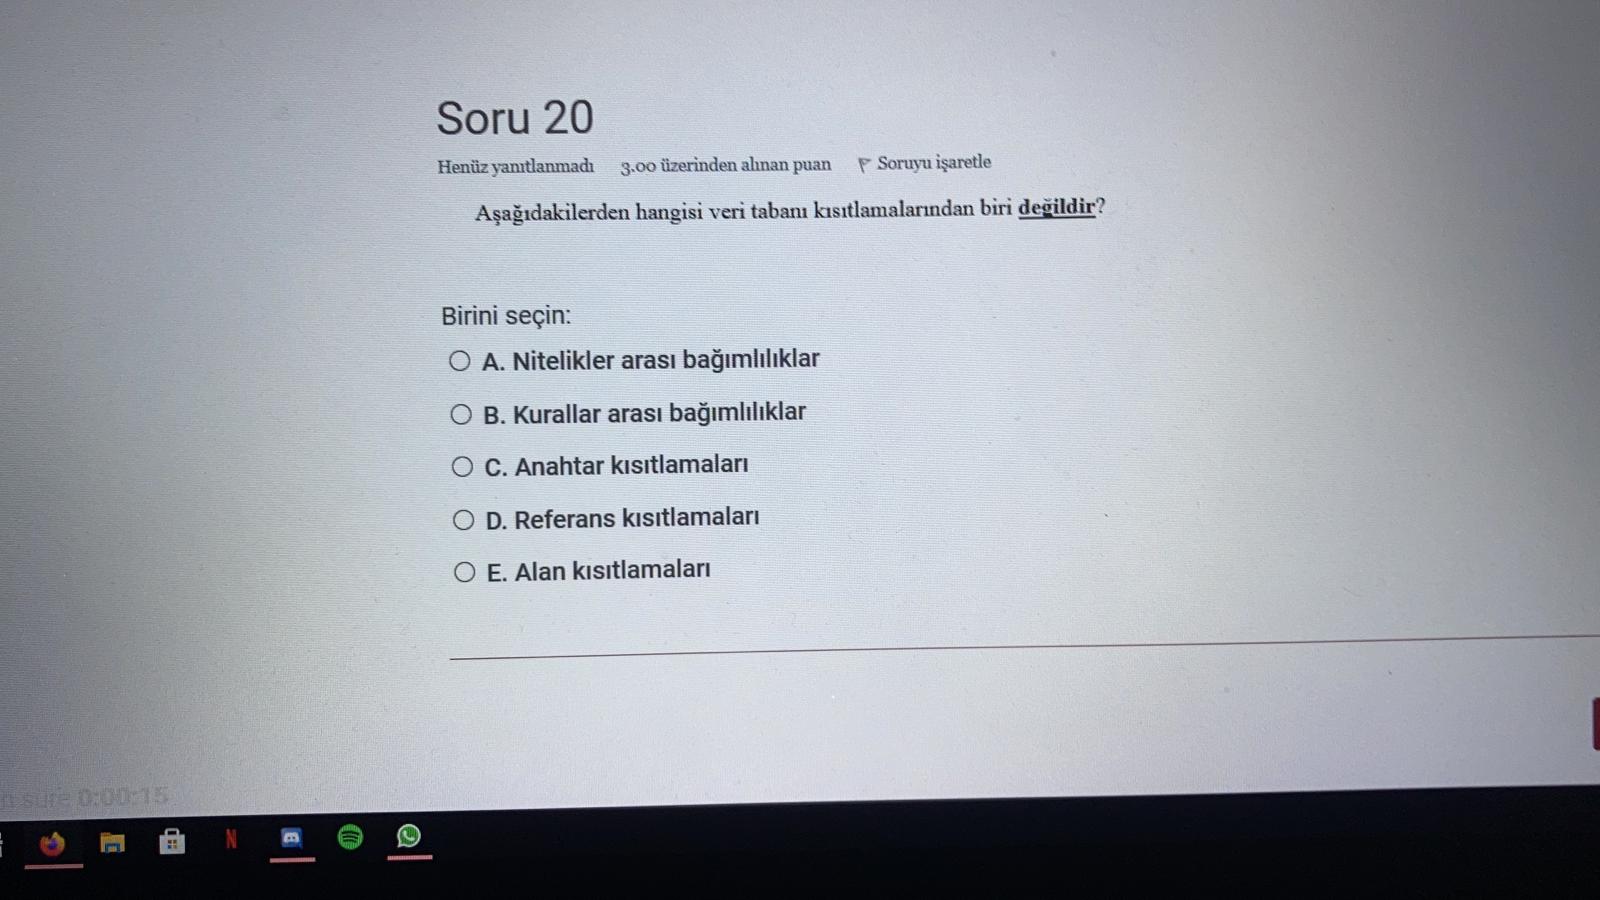 Soru 20
Henüz yanıtlanmadı 3.00 üzerinden alınan puan Soruyu işaretle
Aşağıdakilerden hangisi veri tabanı kısıtlamalarından biri değildir?
Birini seçin:
A. Nitelikler arası bağımlılıklar
B. Kurallar arası bağımlılıklar
C. Anahtar kısıtlamaları
D. Referans kısıtlamaları
E. Alan kısıtlamaları
süre 0:00:15
N